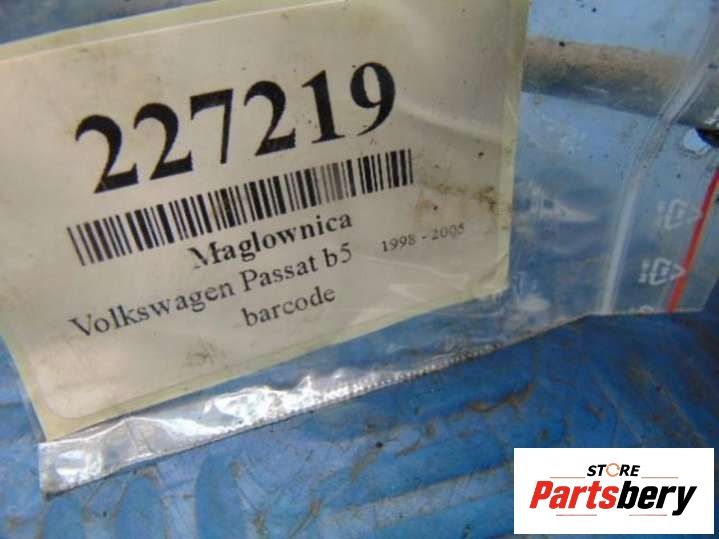 227219
Maglownica
Volkswagen Passat b5 1998 - 2005
barcode
STORE
Partsbery